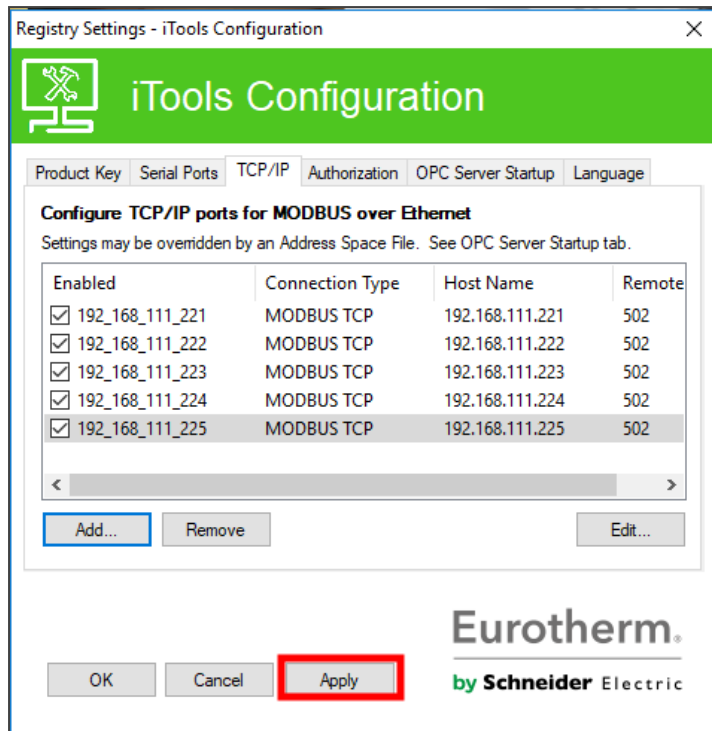 Registry Settings - iTools Configuration
iTools Configuration
Product Key Serial Ports TCP/IP Authorization OPC Server Startup Language
Configure TCP/IP ports for MODBUS over Ethernet
Settings may be overridden by an Address Space File. See OPC Server Startup tab.
Enabled Connection Type Host Name Remote
192_168_111_221 MODBUS TCP 192.168.111.221 502
192_168_111_222 MODBUS TCP 192.168.111.222 502
192_168_111_223 MODBUS TCP 192.168.111.223 502
192_168_111_224 MODBUS TCP 192.168.111.224 502
192_168_111_225 MODBUS TCP 192.168.111.225 502
Add... Remove Edit...
Eurotherm®
OK Cancel Apply by Schneider Electric